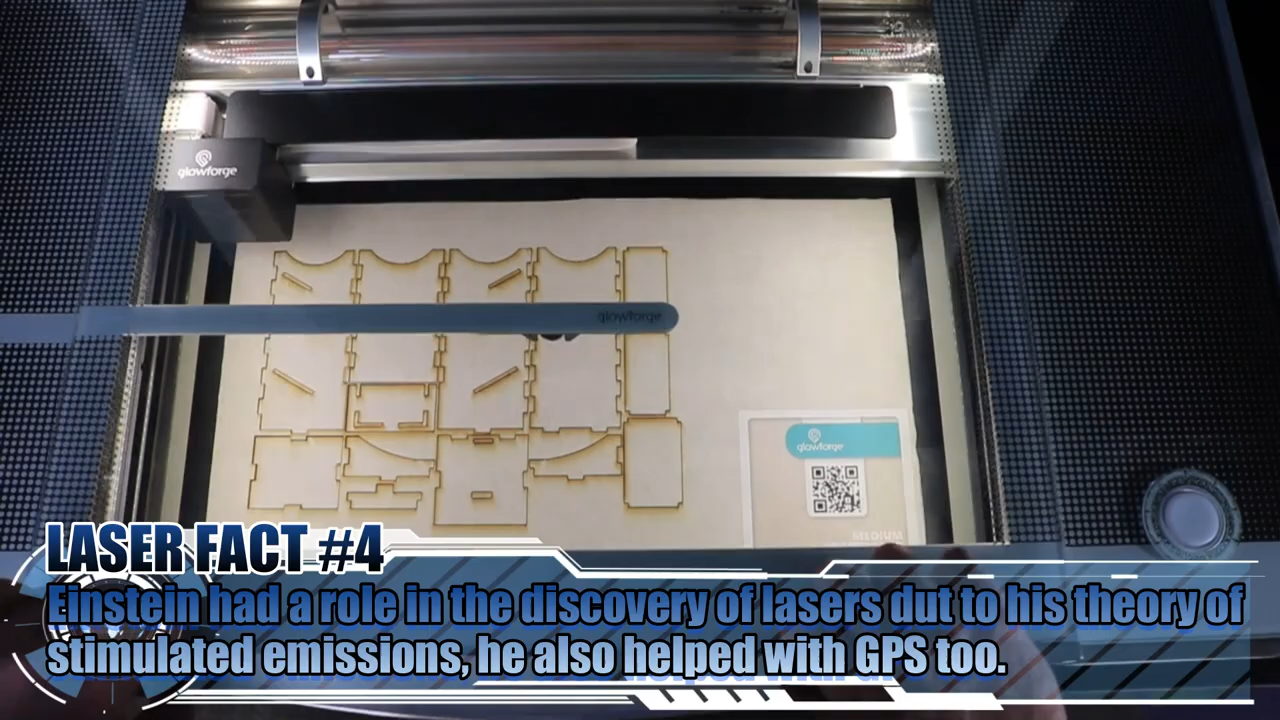 glowforge
glowforge
glowforge
MEDIUM
LASER FACT #4
Einstein had a role in the discovery of lasers dut to his theory of
stimulated emissions, he also helped with GPS too.